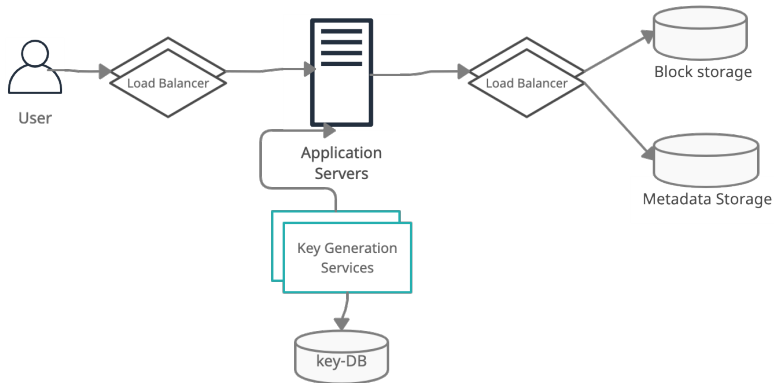 User
Load Balancer
Application
Servers
Load Balancer
Block storage
Metadata Storage
Key Generation
Services
key-DB